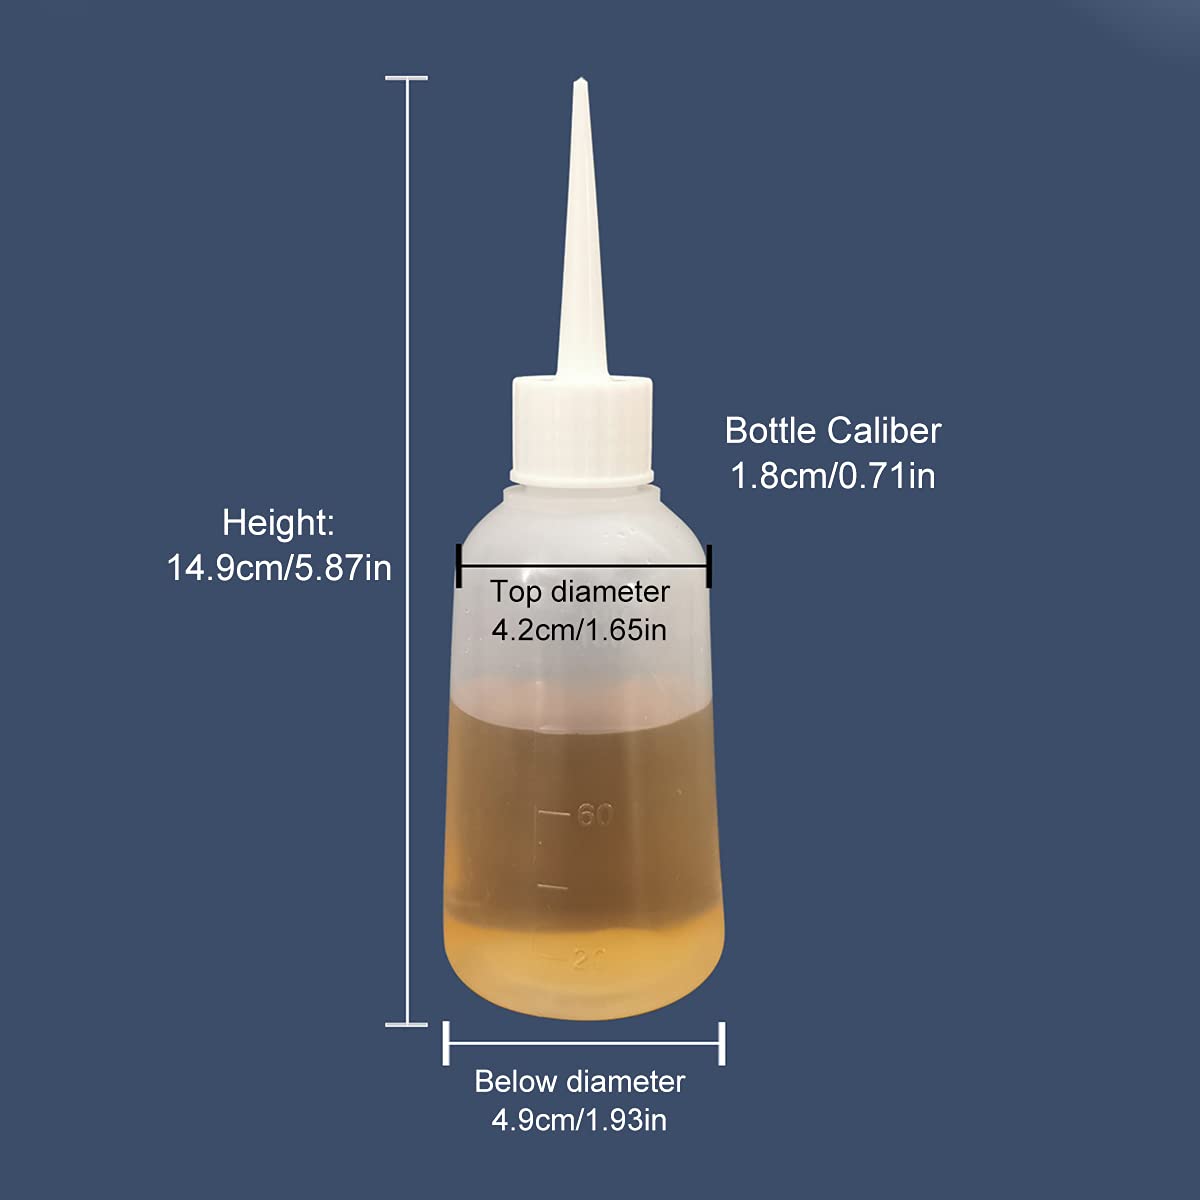 Bottle Caliber
1.8cm/0.71in
Height:
14.9cm/5.87in
Top diameter
4.2cm/1.65in
60
20
Below diameter
4.9cm/1.93in